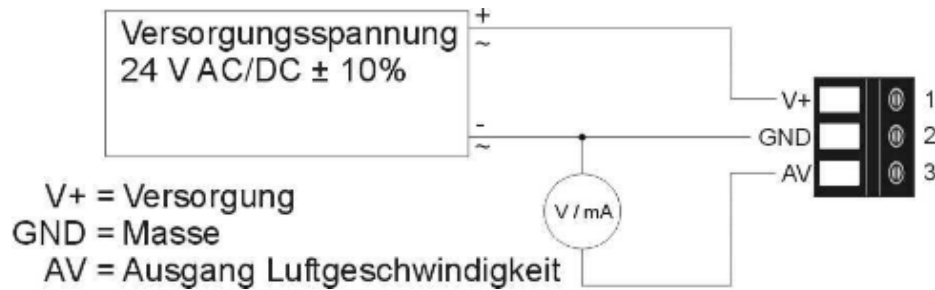 +
Versorgungsspannung ~
24 V AC/DC ± 10%
V+ 1
-
GND 2
~
AV 3
V+ = Versorgung
V / mA
GND = Masse
AV = Ausgang Luftgeschwindigkeit